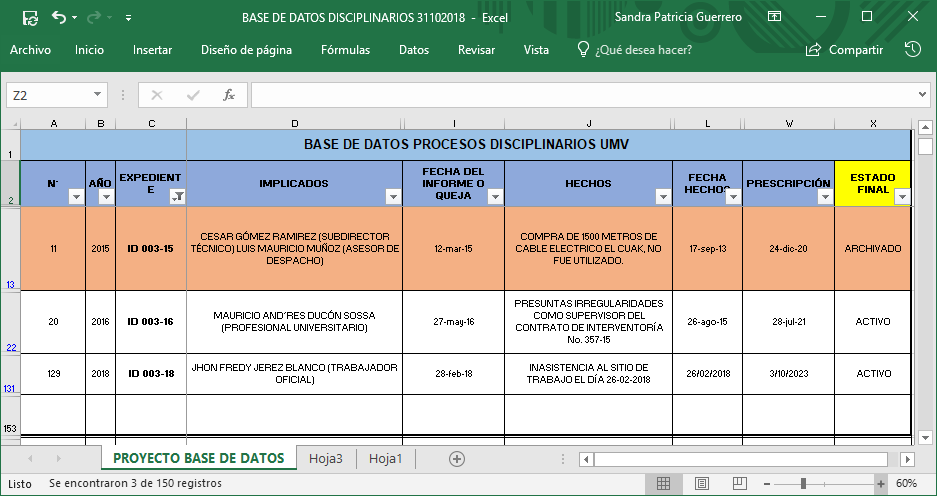 BASE DE DATOS DISCIPLINARIOS 31102018 - Excel
Sandra Patricia Guerrero
Archivo Inicio Insertar Diseño de página Fórmulas Datos Revisar Vista ¿Qué desea hacer? Compartir
Z2 fx
A B C D I J L W X
1 BASE DE DATOS PROCESOS DISCIPLINARIOS UMV
FECHA DEL
EXPEDIENT FECHA ESTADO
N° AÑO E IMPLICADOS INFORME O HECHOS HECHOS PRESCRIPCIÓN FINAL
2 QUEJA
CESAR GÓMEZ RAMIREZ (SUBDIRECTOR COMPRA DE 1500 METROS DE
11 2015 ID 003-15 TÉCNICO) LUIS MAURICIO MUÑOZ (ASESOR DE 12-mar-15 CABLE ELECTRICO EL CUAK, NO 17-sep-13 24-dic-20 ARCHIVADO
DESPACHO) FUE UTILIZADO.
13
PRESUNTAS IRREGULARIDADES
20 2016 ID 003-16 MAURICIO AND´RES DUCÓN SOSSA 27-may-16 COMO SUPERVISOR DEL 26-ago-15 28-jul-21 ACTIVO
(PROFESIONAL UNIVERSITARIO) CONTRATO DE INTERVENTORÍA
22 No. 357-15
129 2018 ID 003-18 JHON FREDY JEREZ BLANCO (TRABAJADOR 28-feb-18 INASISTENCIA AL SITIO DE 26/02/2018 3/10/2023 ACTIVO
131 OFICIAL) TRABAJO EL DÍA 26-02-2018
153
PROYECTO BASE DE DATOS Hoja3 Hoja1
Listo Se encontraron 3 de 150 registros 60%